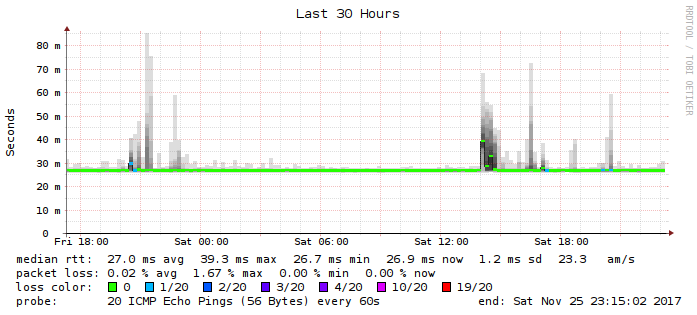 Last 30 Hours
RRDTOOL / TOBI OETIKER
Seconds
80 m
70 m
60 m
50 m
40 m
30 m
20 m
10 m
0
Fri 18:00 Sat 00:00 Sat 06:00 Sat 12:00 Sat 18:00
median rtt: 27.0 ms avg 39.3 ms max 26.7 ms min 26.9 ms now 1.2 ms sd 23.3 am/s
packet loss: 0.02 % avg 1.67 % max 0.00 % min 0.00 % now
loss color: 0 1/20 2/20 3/20 4/20 10/20 19/20
probe: 20 ICMP Echo Pings (56 Bytes) every 60s end: Sat Nov 25 23:15:02 2017